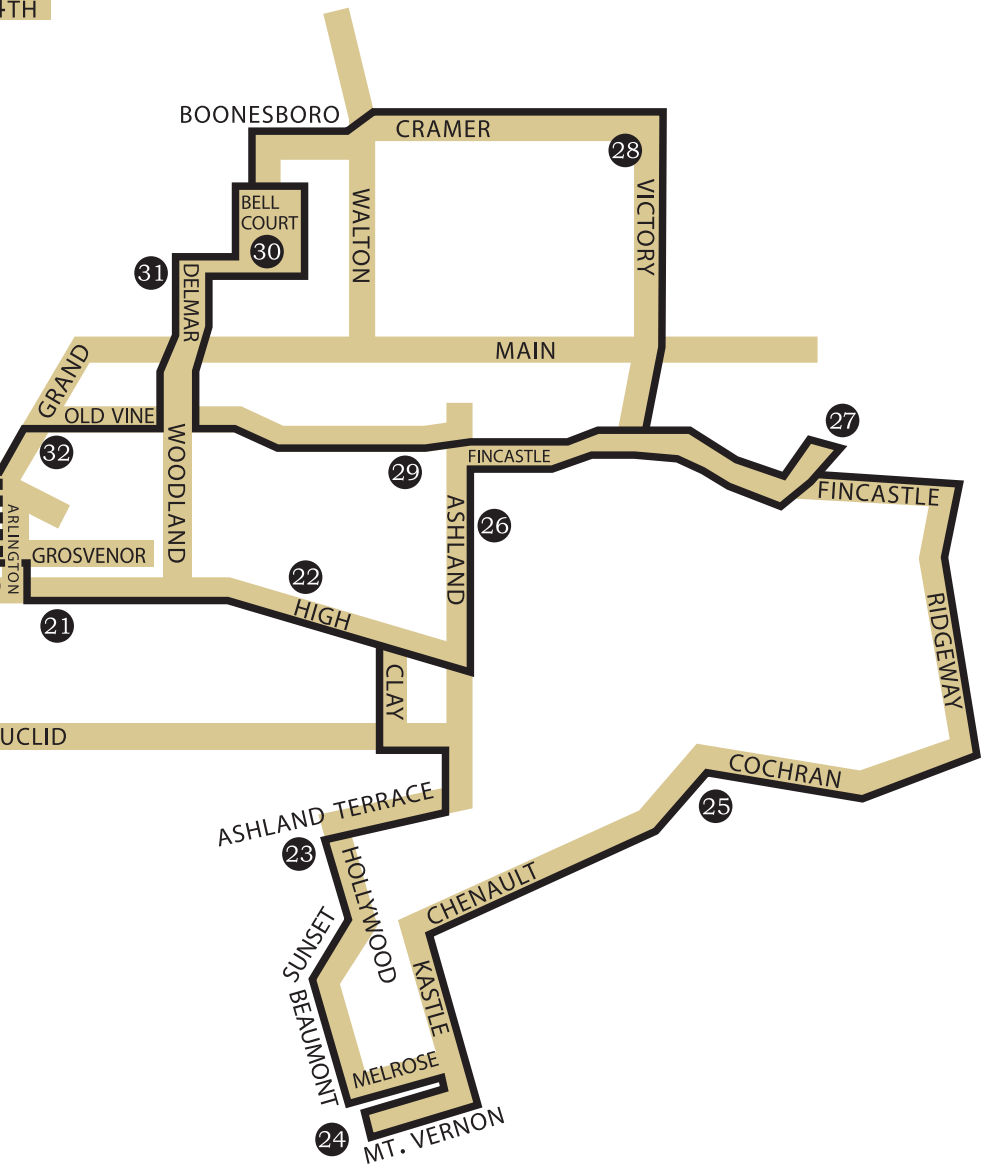 4TH
BOONESBORO
CRAMER
28
BELL
COURT
30
WALTON
VICTORY
31
DELMAR
MAIN
GRAND
OLD VINE
27
32
WOODLAND
29
FINCASTLE
FINCASTLE
ARLINGTON
ASHLAND
26
GROSVENOR
22
HIGH
21
RIDGEWAY
CLAY
UCLID
COCHRAN
ASHLAND TERRACE
25
23
HOLLYWOOD
CHENAULT
SUNSET
KASTLE
BEAUMONT
MELROSE
24
MT. VERNON